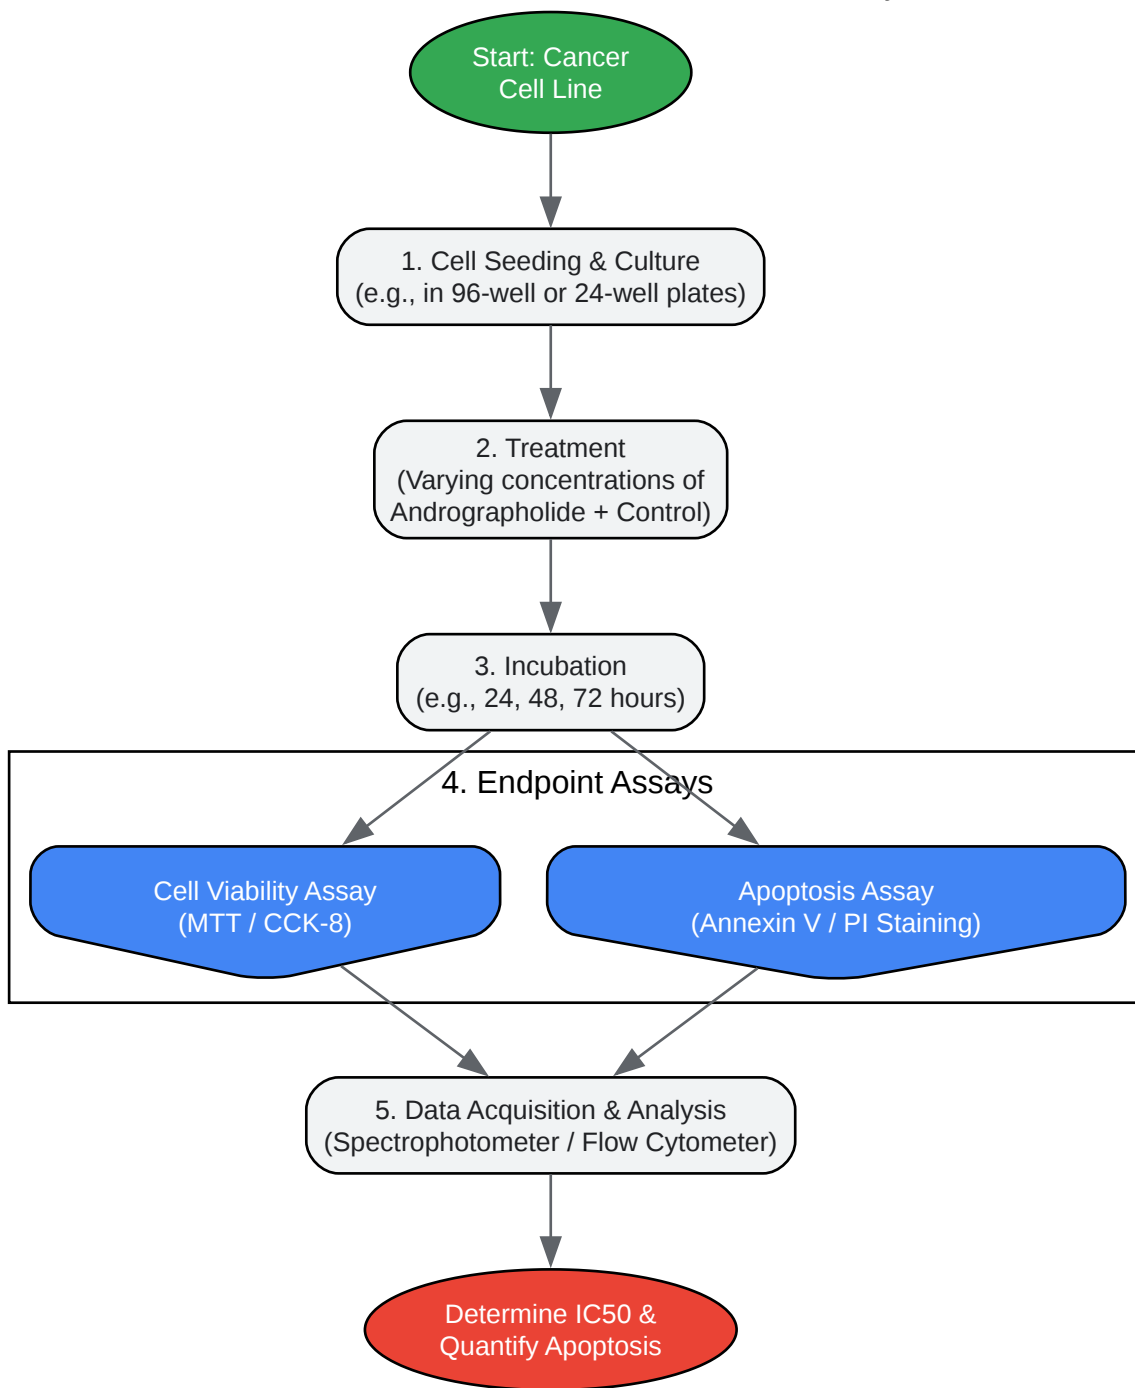 Start: Cancer
Cell Line
1. Cell Seeding & Culture
(e.g., in 96-well or 24-well plates)
2. Treatment
(Varying concentrations of
Andrographolide + Control)
3. Incubation
(e.g., 24, 48, 72 hours)
4. Endpoint Assays
Cell Viability Assay
(MTT / CCK-8)
Apoptosis Assay
(Annexin V / PI Staining)
5. Data Acquisition & Analysis
(Spectrophotometer / Flow Cytometer)
Determine IC50 &
Quantify Apoptosis